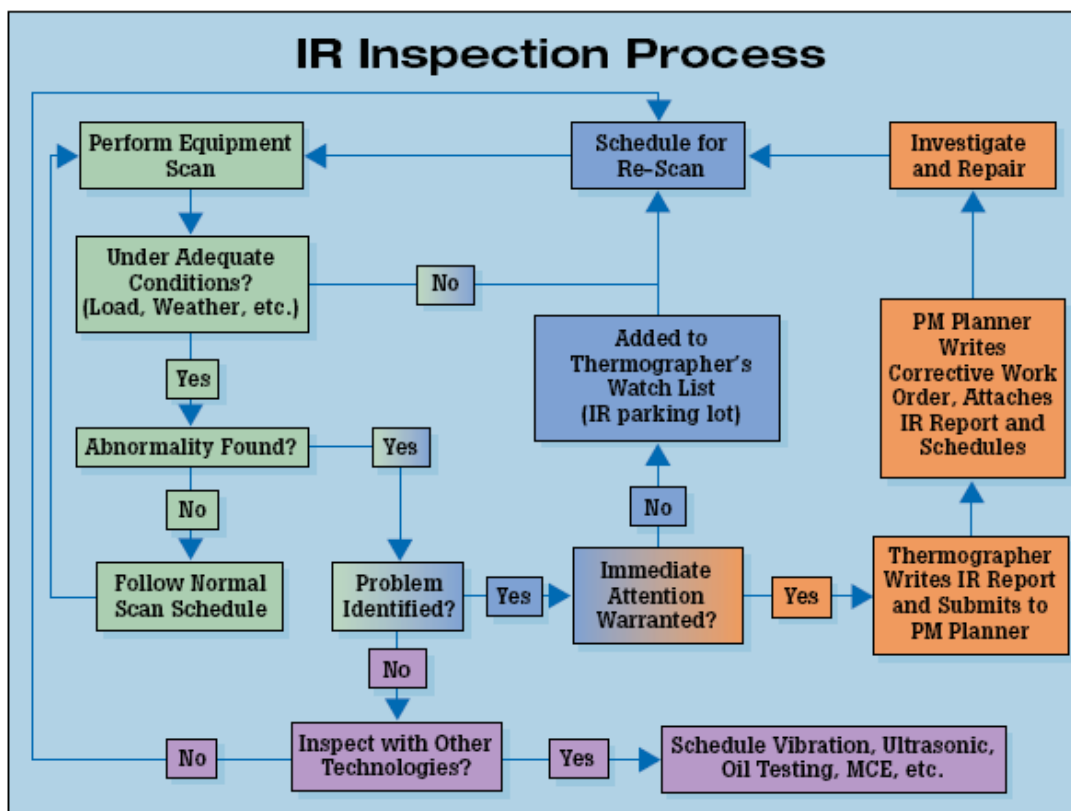 IR Inspection Process
Perform Equipment
Scan
Schedule for
Re-Scan
Investigate
and Repair
Under Adequate
Conditions?
(Load, Weather, etc.)
No
Added to
Thermographer's
Watch List
(IR parking lot)
PM Planner
Writes
Corrective Work
Order, Attaches
IR Report and
Schedules
Yes
Abnormality Found?
Yes
No
No
Follow Normal
Scan Schedule
Problem
Identified?
Yes
Immediate
Attention
Warranted?
Yes
Thermographer
Writes IR Report
and Submits to
PM Planner
No
No
Inspect with Other
Technologies?
Yes
Schedule Vibration, Ultrasonic,
Oil Testing, MCE, etc.